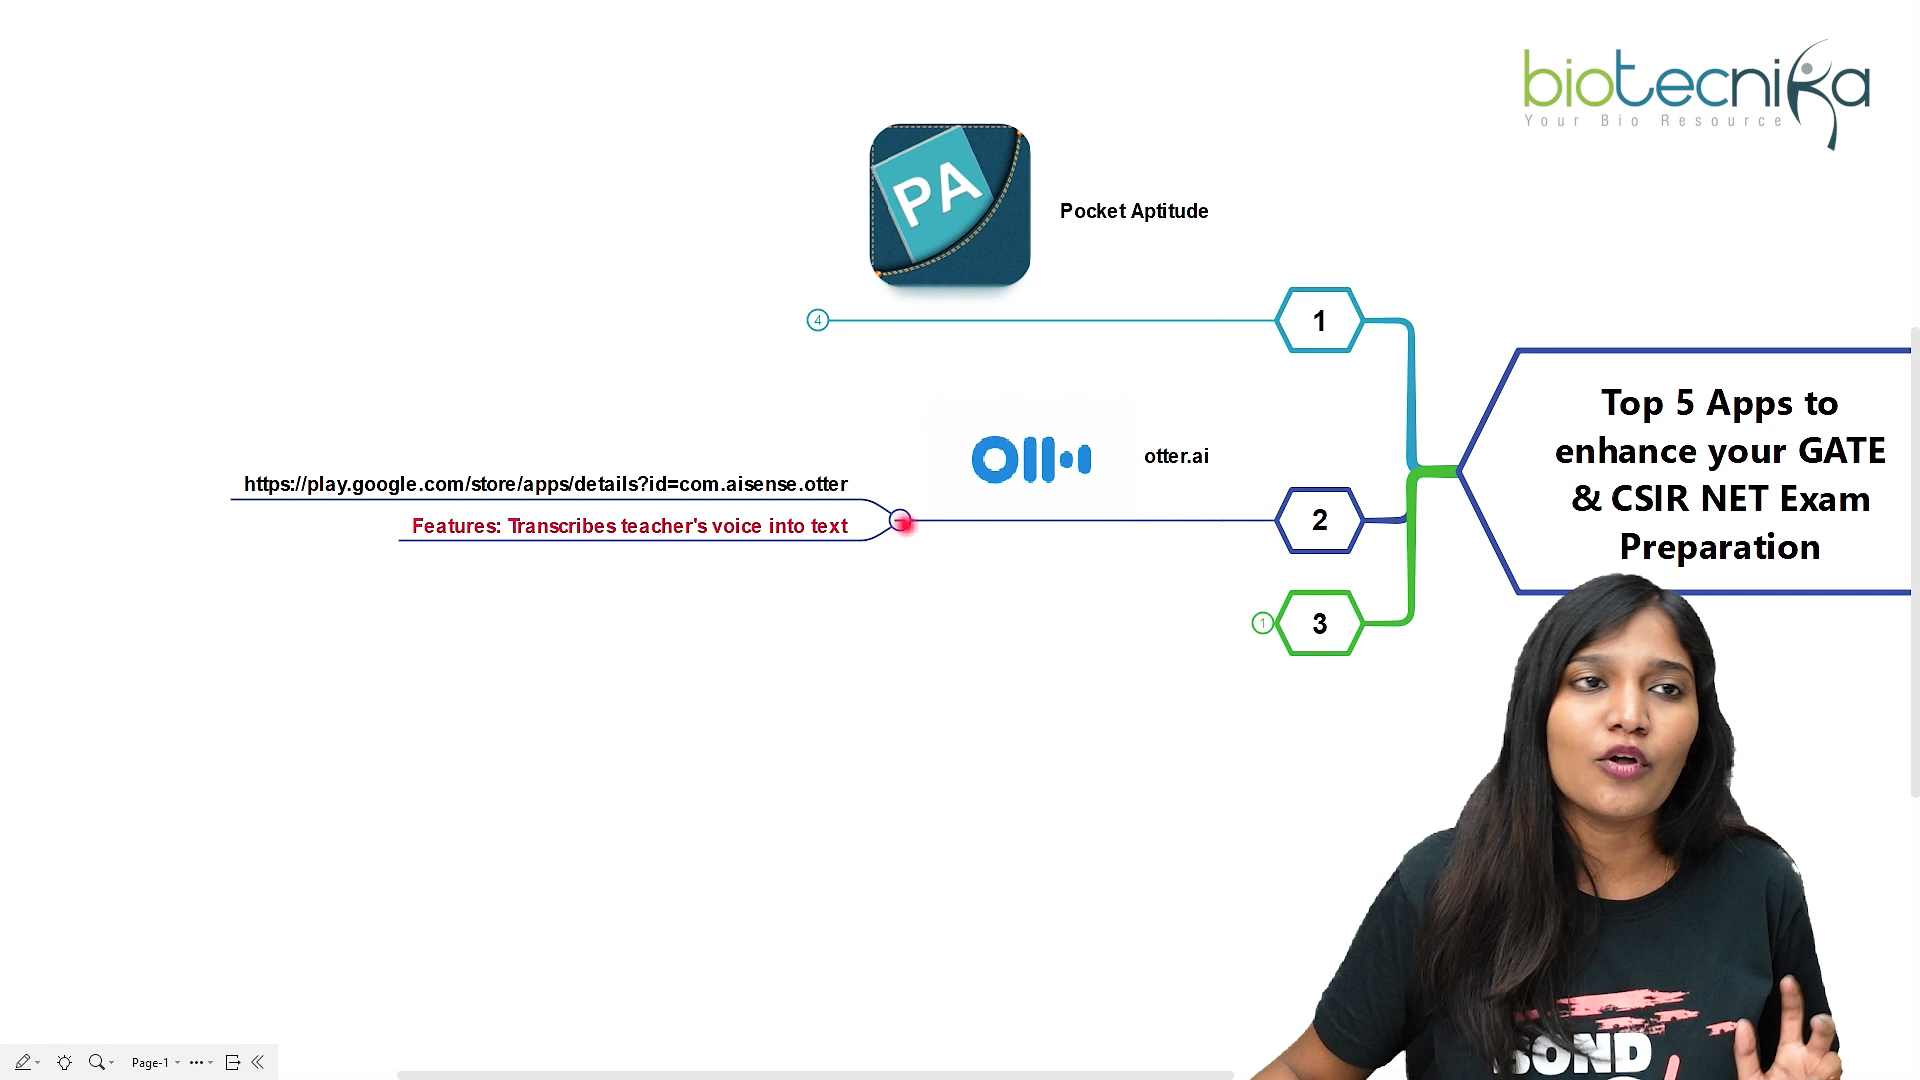 biotecnika
Your Bio Resource
PA
Pocket Aptitude
4
1
Top 5 Apps to
enhance your GATE
& CSIR NET Exam
Preparation
otter.ai
https://play.google.com/store/apps/details?id=com.aisense.otter
Features: Transcribes teacher's voice into text
2
1
3
BOND
Page-1